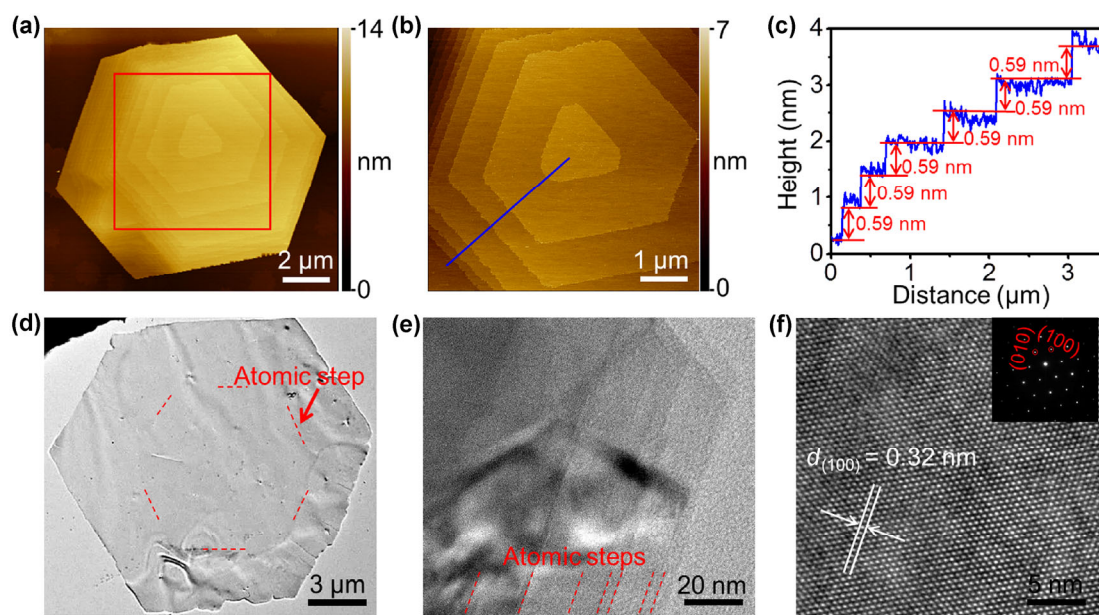 (a)
14
nm
0
2 μm
(b)
7
nm
0
1 μm
(c)
Height (nm)
4
3
2
1
0
0.59 nm
0.59 nm
0.59 nm
0.59 nm
0.59 nm
0.59 nm
0 1 2 3
Distance (μm)
(d)
Atomic step
3 μm
(e)
Atomic steps
20 nm
(f)
(010) (100)
d(100) = 0.32 nm
5 nm